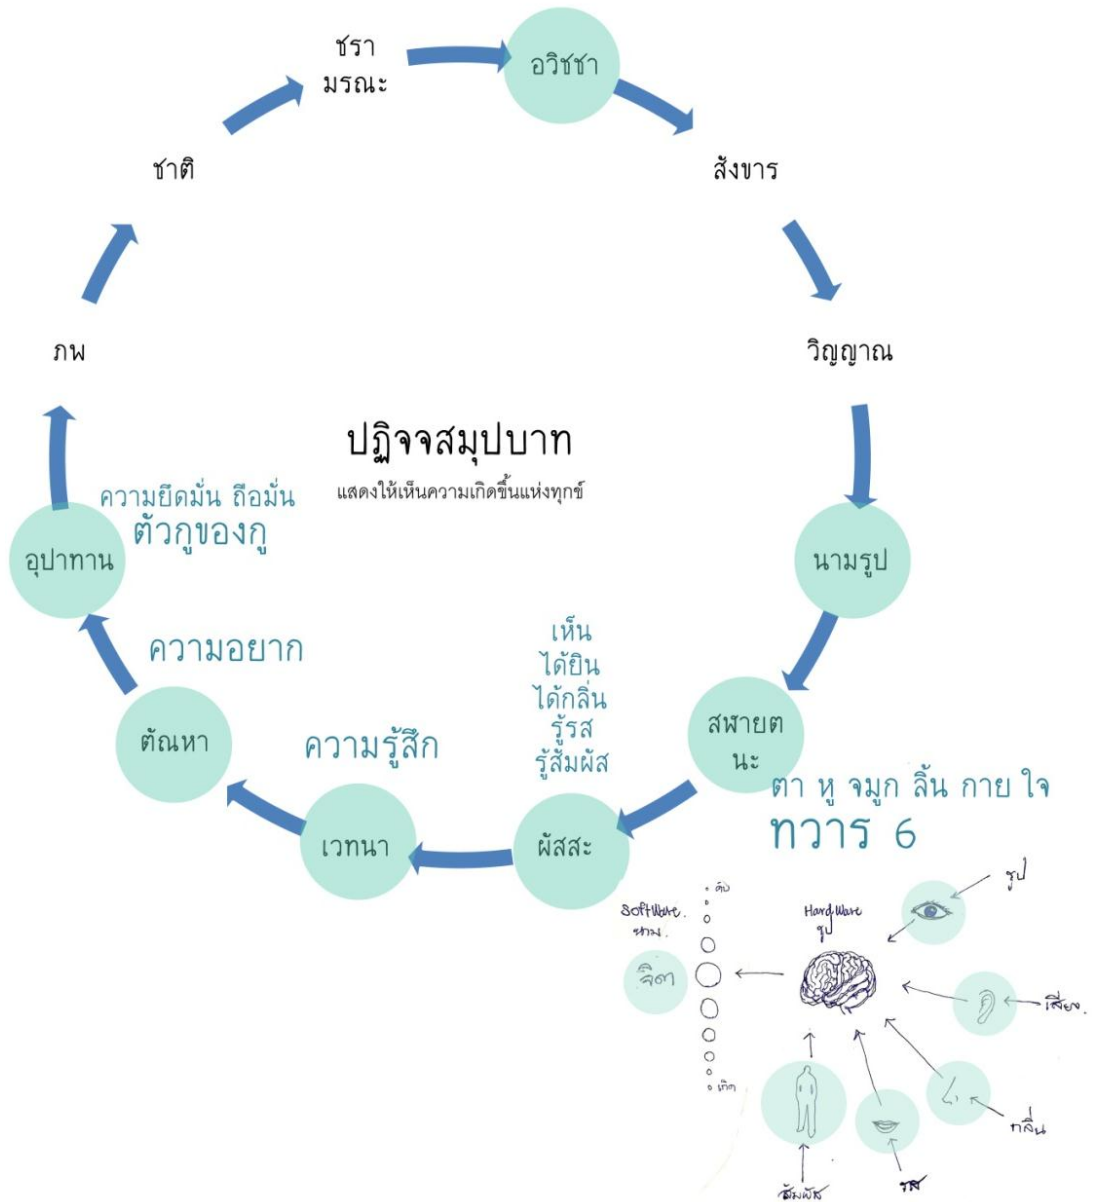 ชรา
มรณะ
อวิชชา
ชาติ
สังขาร
ภพ
วิญญาณ
ปฏิจจสมุปบาท
แสดงให้เห็นความเกิดขึ้นแห่งทุกข์
ความยึดมั่น ถือมั่น
ตัวกูของกู
อุปาทาน
นามรูป
ความอยาก
ตัณหา
เห็น
ได้ยิน
ได้กลิ่น
รู้รส
รู้สัมผัส
สฬายต
นะ
ความรู้สึก
เวทนา
ผัสสะ
ตา หู จมูก ลิ้น กาย ใจ
ทวาร 6
Software.
นาม.
จิต
ดับ
เกิด
HardWare
รูป
รูป
เสียง.
กลิ่น
รส
สัมผัส